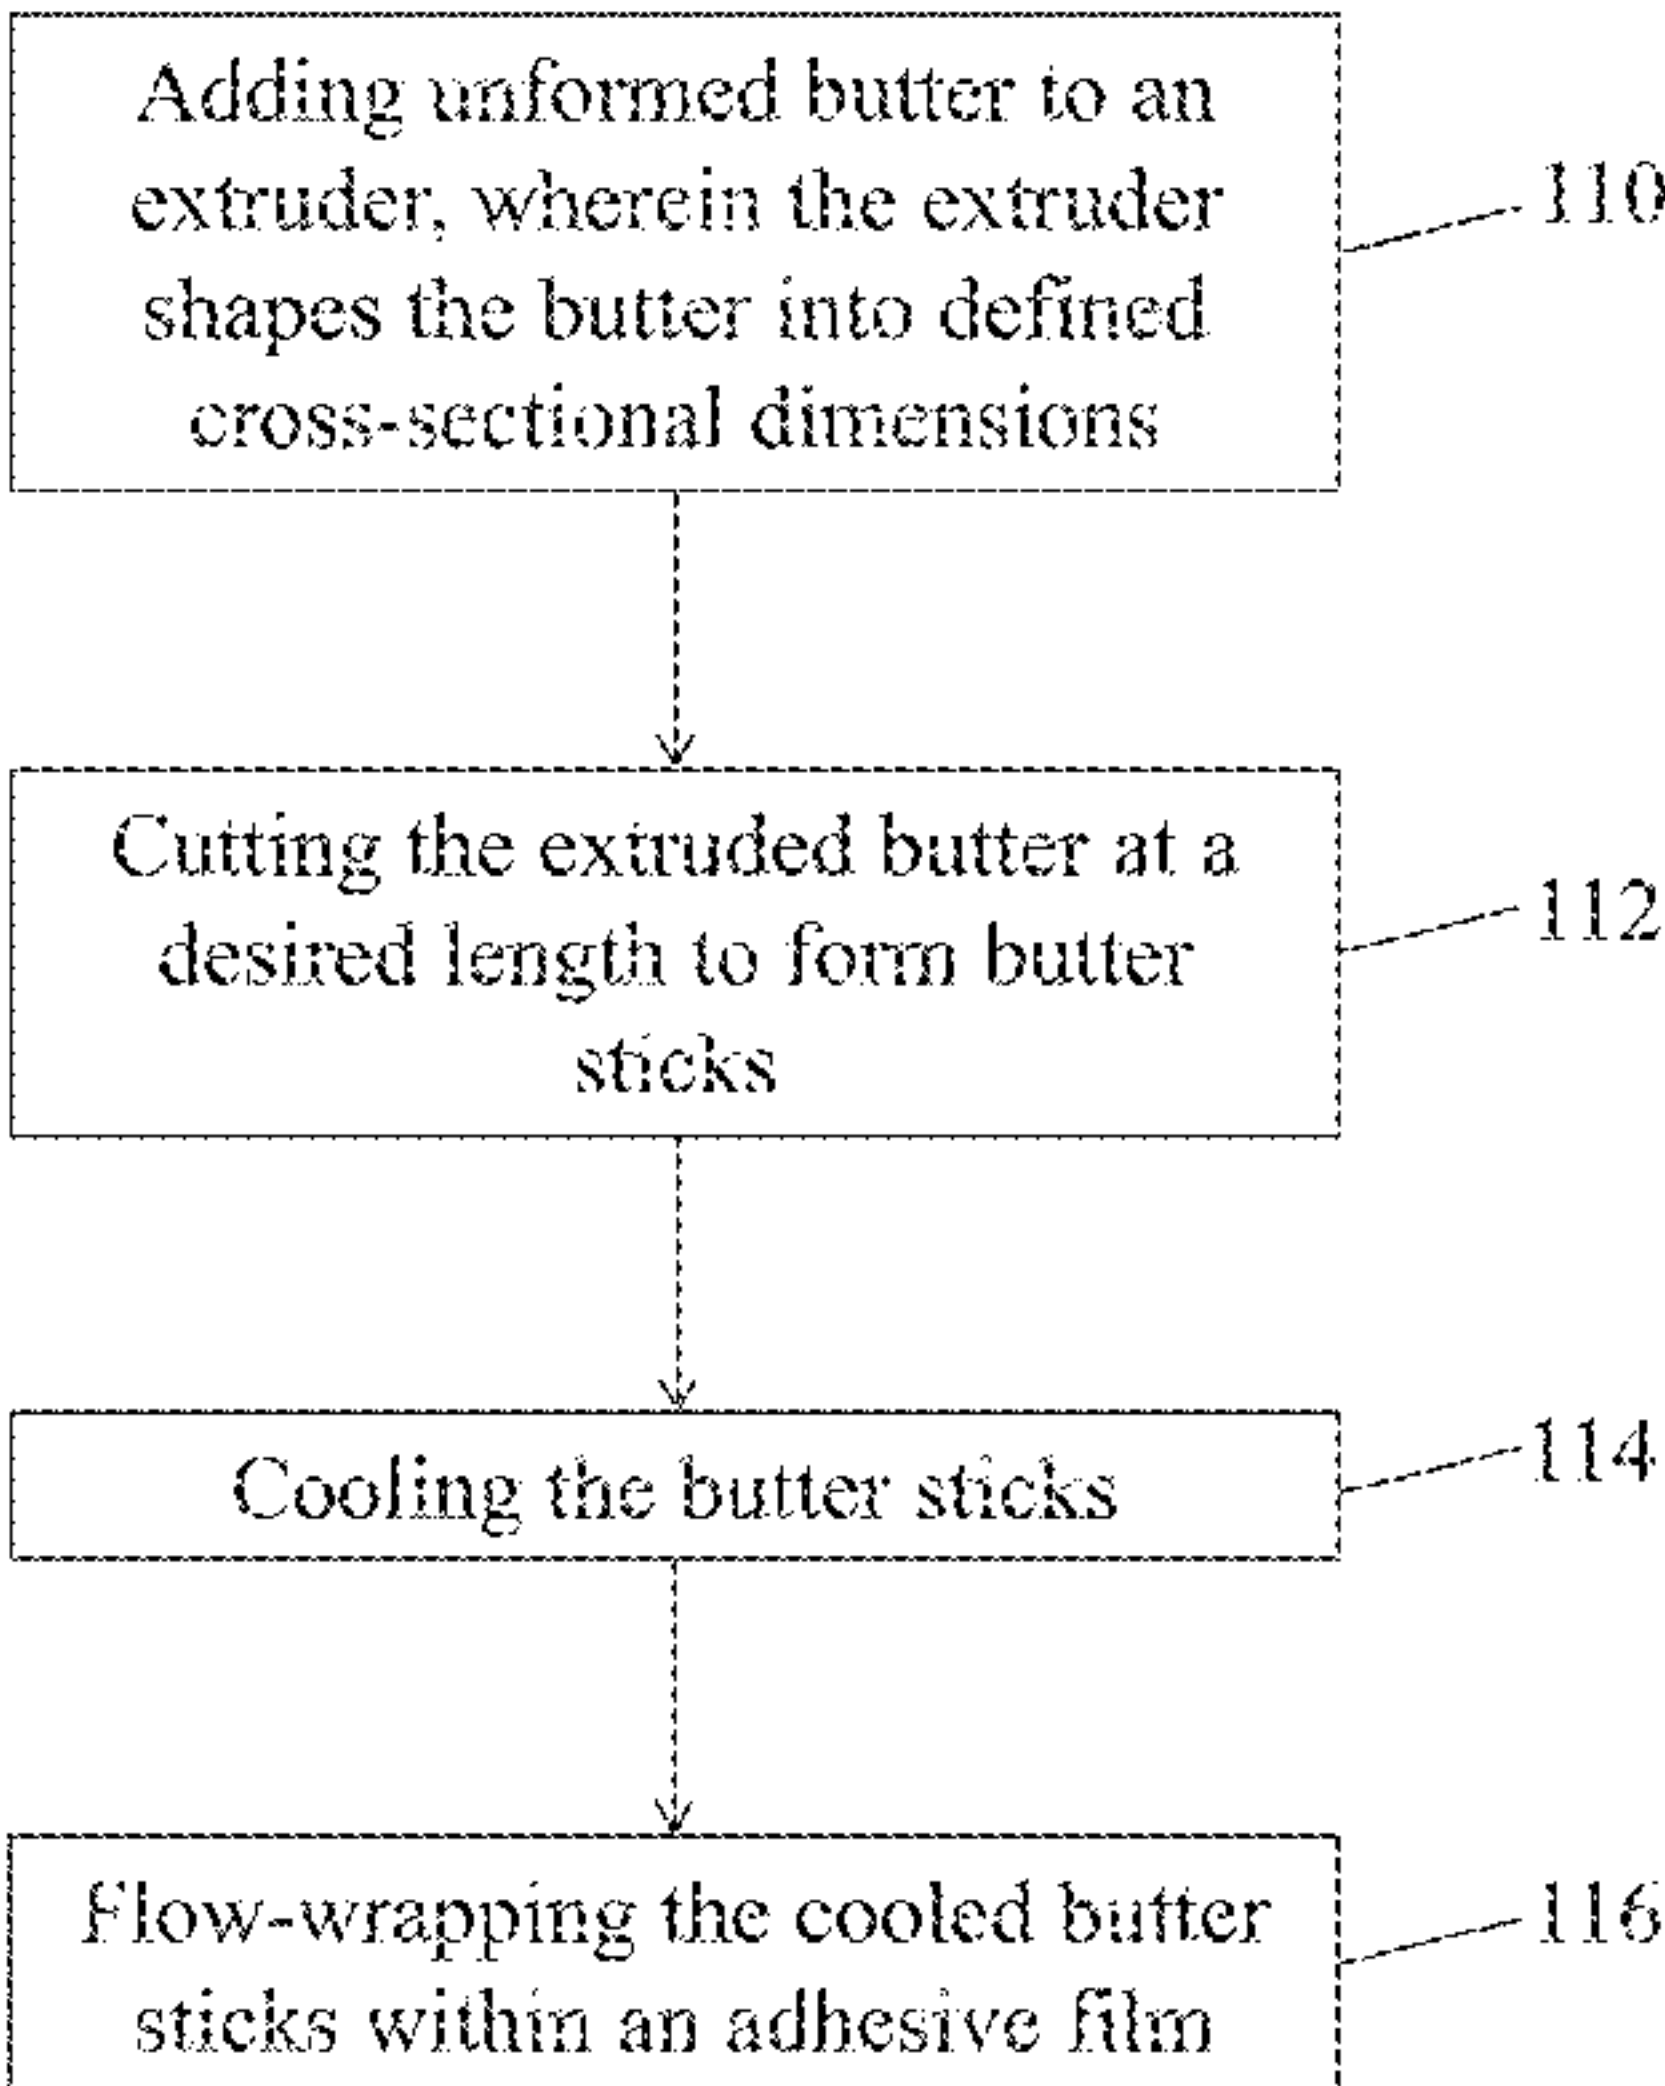 Adding unformed butter to an
extruder, wherein the extruder
shapes the butter into defined
cross-sectional dimensions
110
Cutting the extruded butter at a
desired length to form butter
sticks
112
Cooling the butter sticks
114
Flow-wrapping the cooled butter
sticks within an adhesive film
116